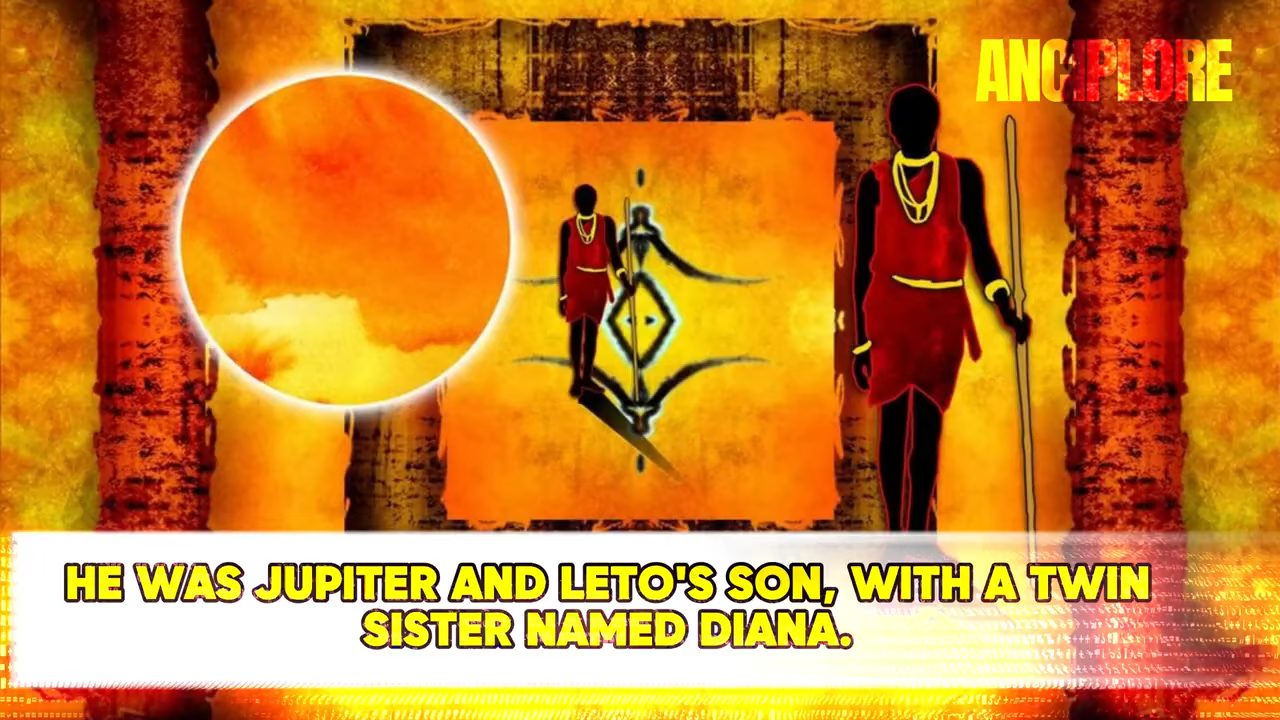 ANCIPLORE
HE WAS JUPITER AND LETO'S SON, WITH A TWIN
SISTER NAMED DIANA.